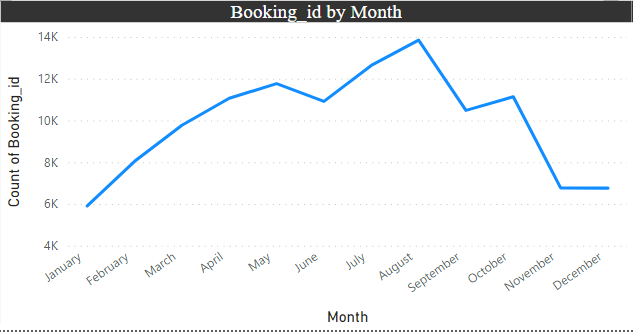 Booking_id by Month
Count of Booking_id
14K
12K
10K
8K
6K
4K
January
February
March
April
May
June
July
August
September
October
November
December
Month